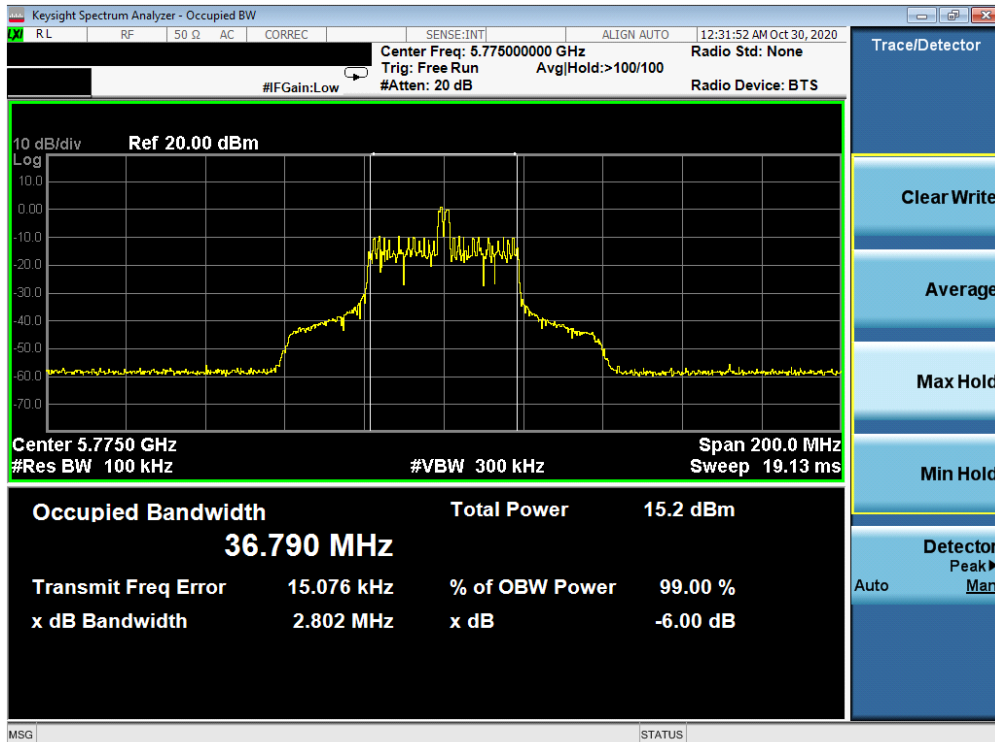 Keysight Spectrum Analyzer - Occupied BW
LXI RL RF 50 Ω AC CORREC SENSE:INT ALIGN AUTO 12:31:52 AM Oct 30, 2020
Center Freq: 5.775000000 GHz Radio Std: None
Trig: Free Run Avg|Hold:>100/100
#IFGain:Low #Atten: 20 dB Radio Device: BTS
10 dB/div Ref 20.00 dBm
Log
10.0
0.00
-10.0
-20.0
-30.0
-40.0
-50.0
-60.0
-70.0
Center 5.7750 GHz Span 200.0 MHz
#Res BW 100 kHz #VBW 300 kHz Sweep 19.13 ms
Occupied Bandwidth Total Power 15.2 dBm
36.790 MHz
Transmit Freq Error 15.076 kHz % of OBW Power 99.00 %
x dB Bandwidth 2.802 MHz x dB -6.00 dB
MSG STATUS
Trace/Detector
Clear Write
Average
Max Hold
Min Hold
Detector
Peak
Auto Man